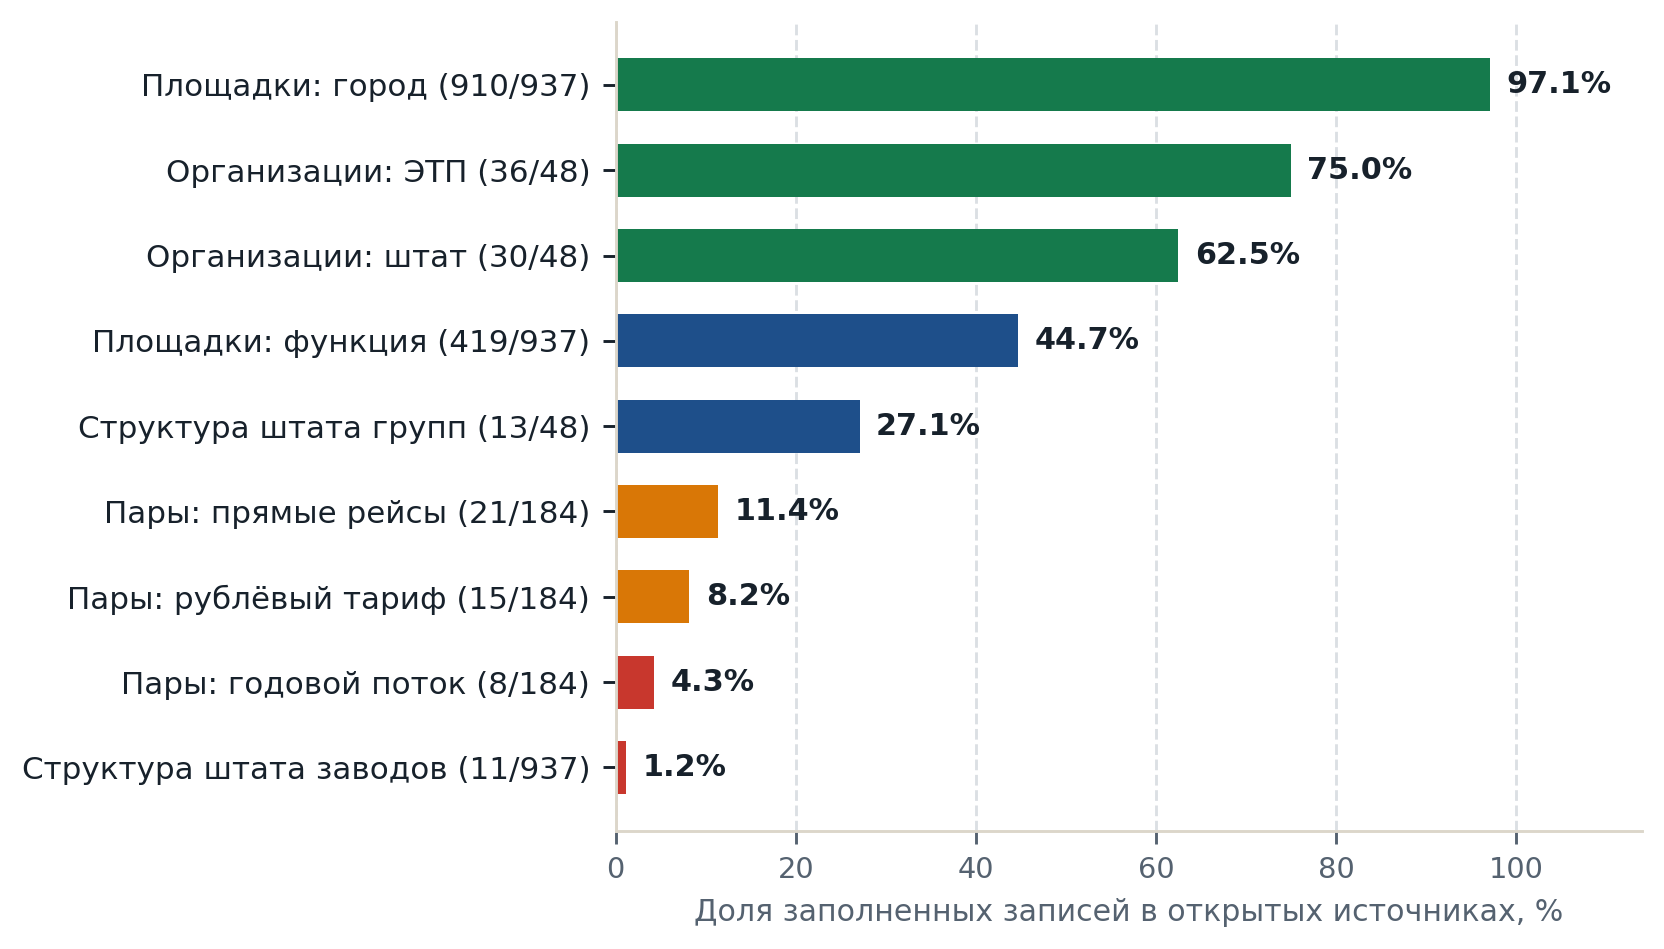 Площадки: город (910/937) 97.1%
Организации: ЭТП (36/48) 75.0%
Организации: штат (30/48) 62.5%
Площадки: функция (419/937) 44.7%
Структура штата групп (13/48) 27.1%
Пары: прямые рейсы (21/184) 11.4%
Пары: рублёвый тариф (15/184) 8.2%
Пары: годовой поток (8/184) 4.3%
Структура штата заводов (11/937) 1.2%
0 20 40 60 80 100
Доля заполненных записей в открытых источниках, %